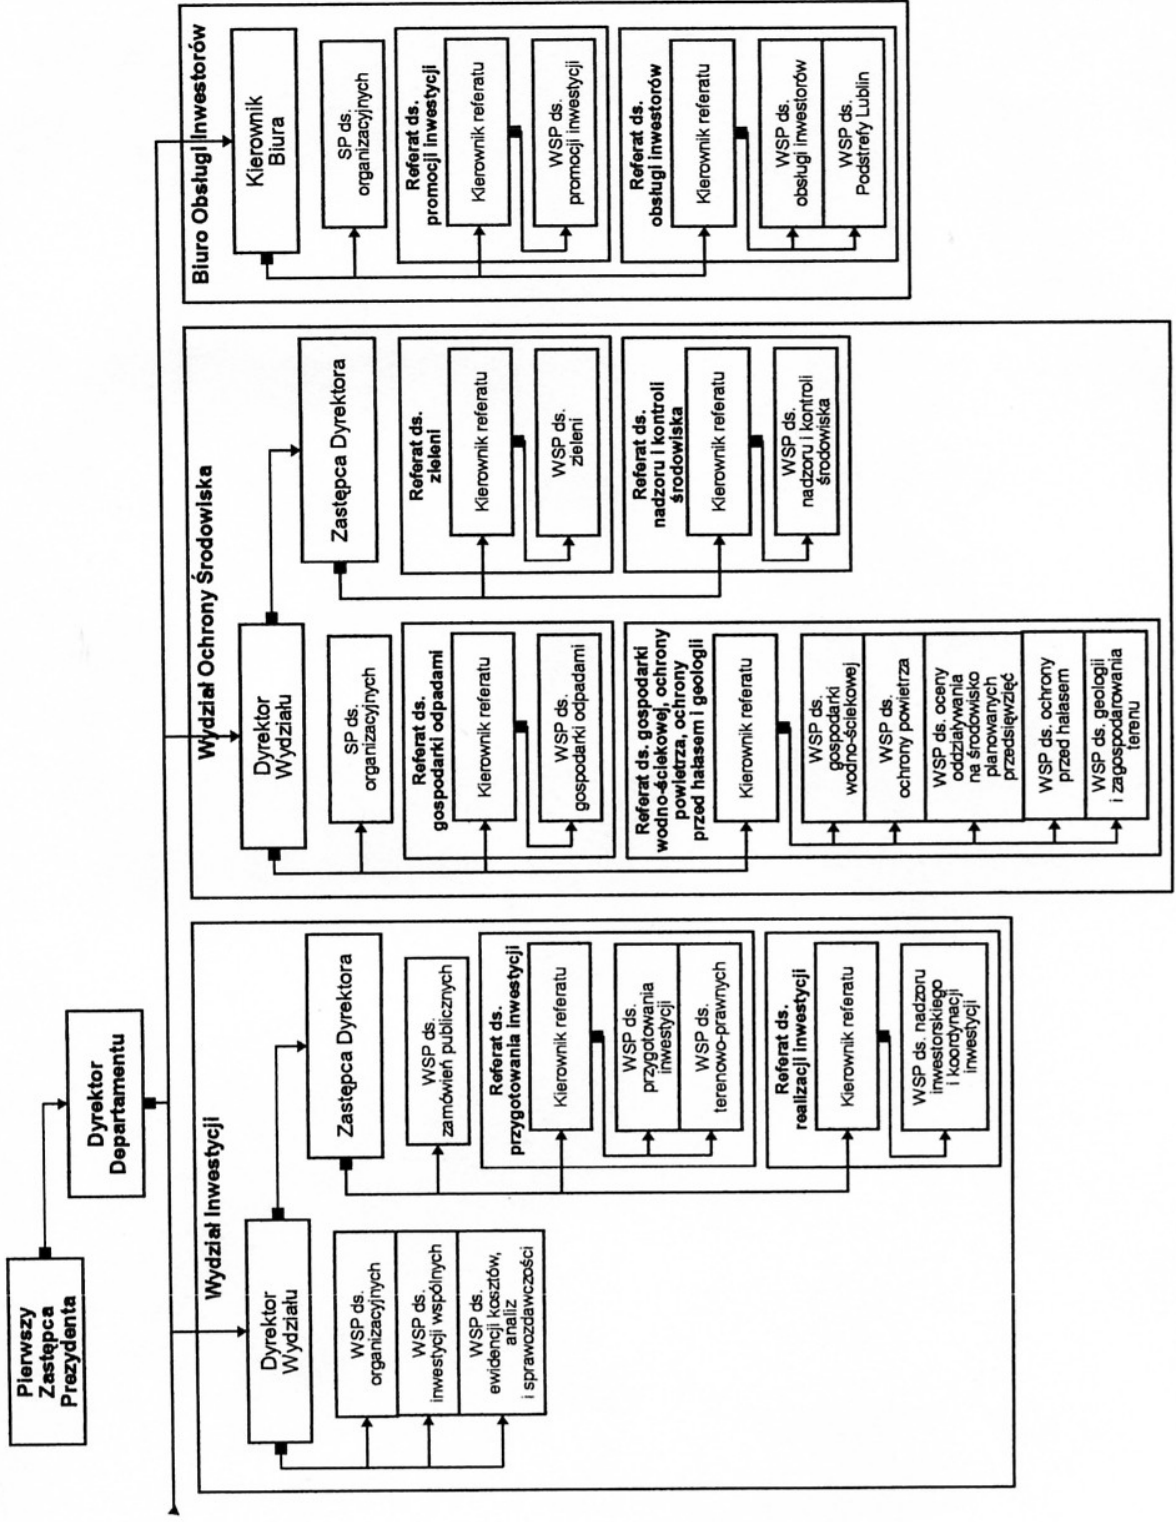 Pierwszy
Zastępca
Prezydenta
Dyrektor
Departamentu
Wydział Inwestycji
Dyrektor
Wydziału
WSP ds.
organizacyjnych
WSP ds.
inwestycji wspólnych
WSP ds.
ewidencji kosztów,
analiz
i sprawozdawczości
Zastępca Dyrektora
WSP ds.
zamówień publicznych
Referat ds.
przygotowania inwestycji
Kierownik referatu
WSP ds.
przygotowania
inwestycji
WSP ds.
terenowo-prawnych
Referat ds.
realizacji inwestycji
Kierownik referatu
WSP ds. nadzoru
inwestorskiego
i koordynacji
inwestycji
Wydział Ochrony Środowiska
Dyrektor
Wydziału
SP ds.
organizacyjnych
Referat ds.
gospodarki odpadami
Kierownik referatu
WSP ds.
gospodarki odpadami
Referat ds. gospodarki
wodno-ściekowej, ochrony
powietrza, ochrony
przed hałasem i geologii
Kierownik referatu
WSP ds.
gospodarki
wodno-ściekowej
WSP ds.
ochrony powietrza
WSP ds. oceny
oddziaływania
na środowisko
planowanych
przedsięwzięć
WSP ds. ochrony
przed hałasem
WSP ds. geologii
i zagospodarowania
terenu
Zastępca Dyrektora
Referat ds.
zieleni
Kierownik referatu
WSP ds.
zieleni
Referat ds.
nadzoru i kontroli
środowiska
Kierownik referatu
WSP ds.
nadzoru i kontroli
środowiska
Biuro Obsługi Inwestorów
Kierownik
Biura
SP ds.
organizacyjnych
Referat ds.
promocji inwestycji
Kierownik referatu
WSP ds.
promocji inwestycji
Referat ds.
obsługi inwestorów
Kierownik referatu
WSP ds.
obsługi inwestorów
WSP ds.
Podstrefy Lublin